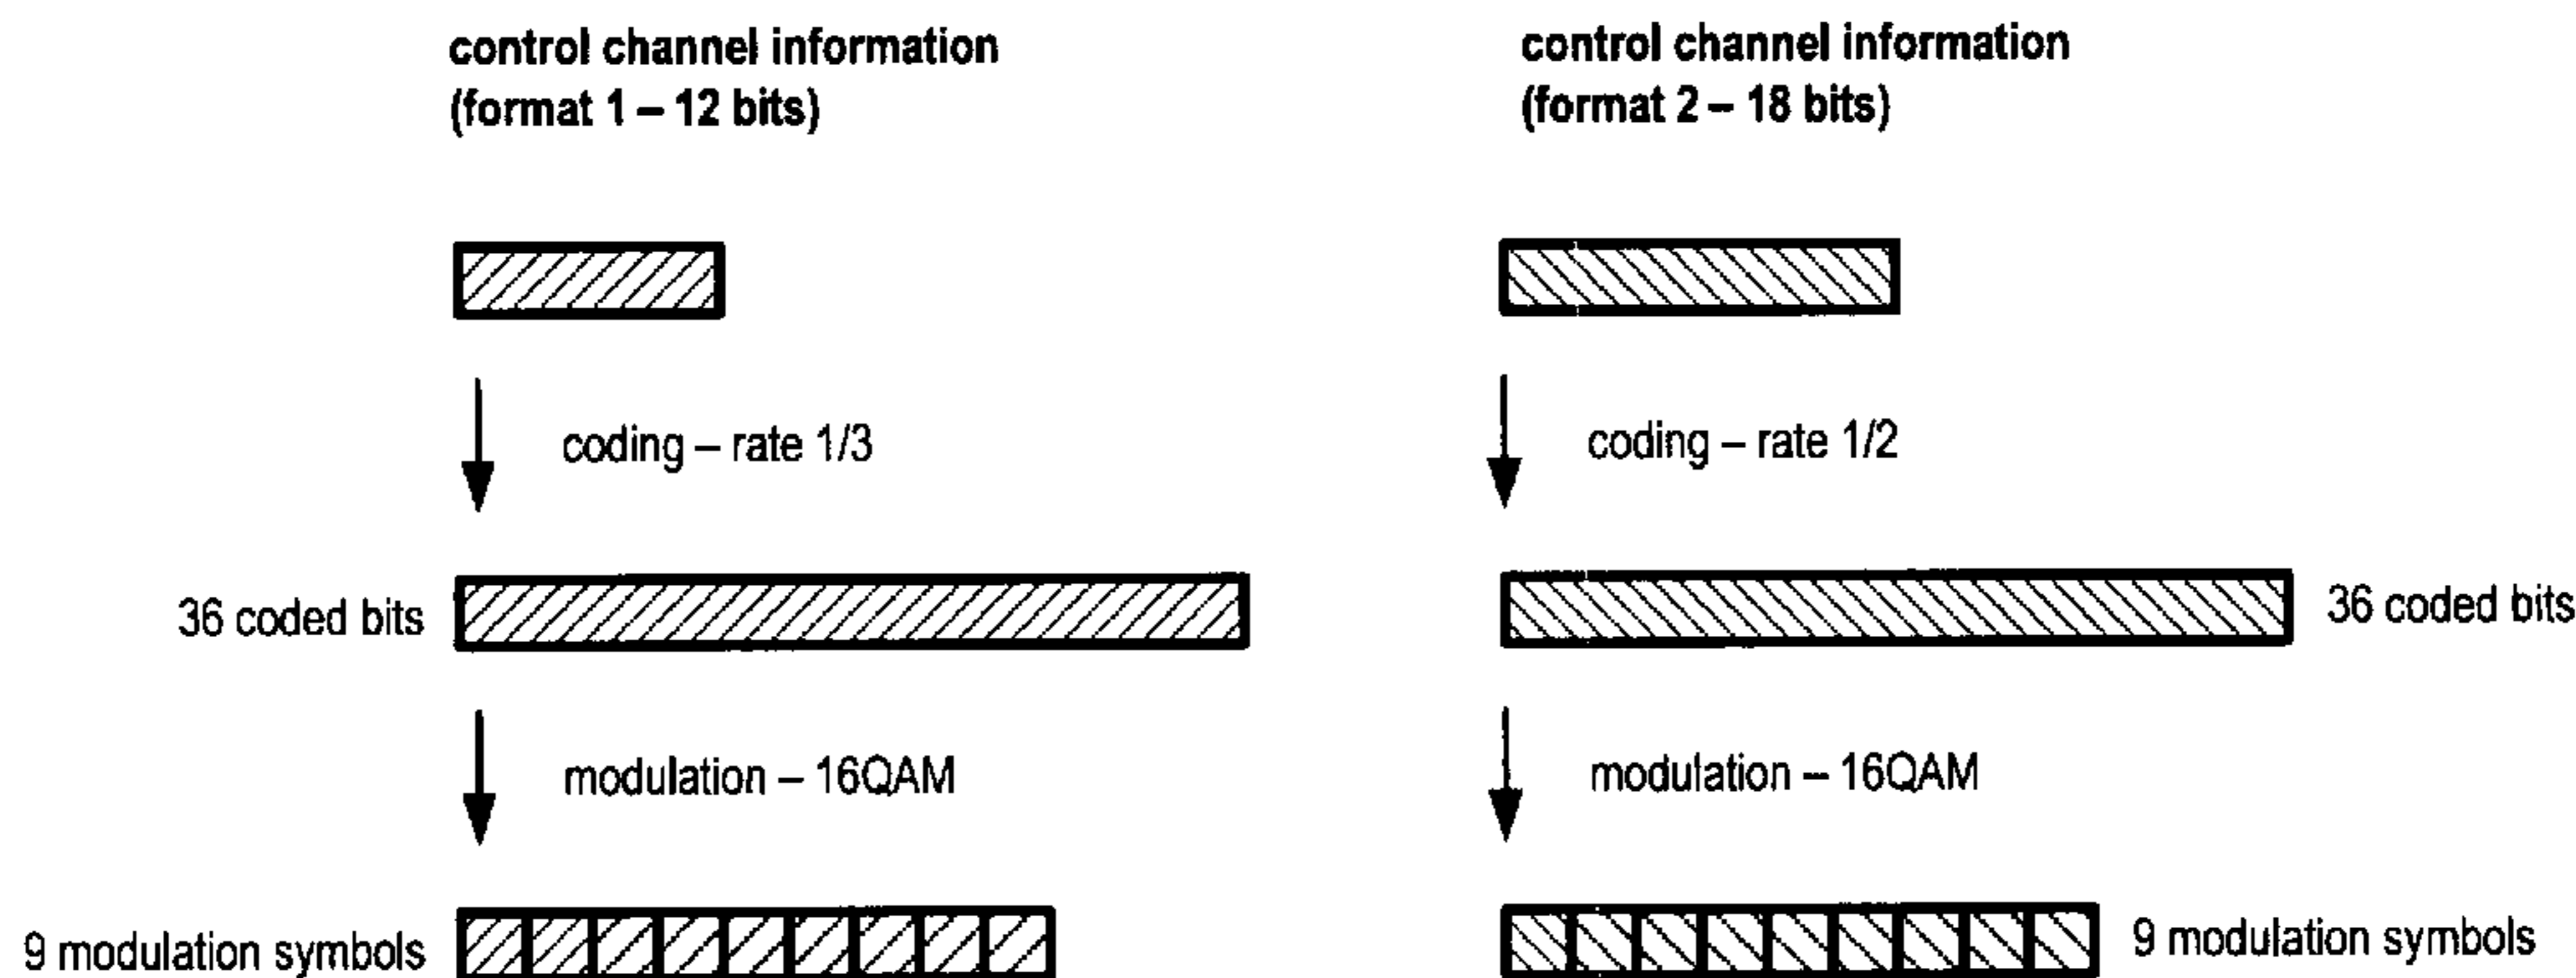 control channel information
(format 1 – 12 bits)
coding – rate 1/3
36 coded bits
modulation – 16QAM
9 modulation symbols
control channel information
(format 2 – 18 bits)
coding – rate 1/2
36 coded bits
modulation – 16QAM
9 modulation symbols